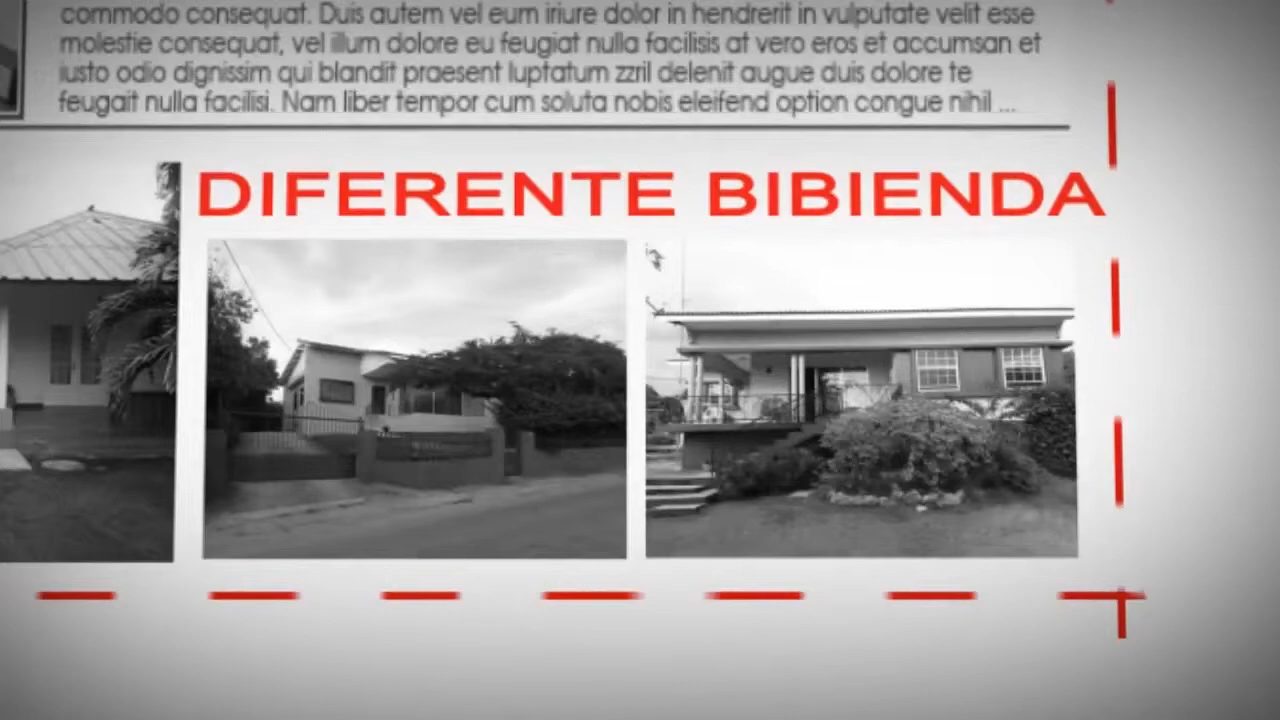 commodo consequat. Duis autem vel eum iriure dolor in hendrerit in vulputate velit esse
molestie consequat, vel illum dolore eu feugiat nulla facilisis at vero eros et accumsan et
iusto odio dignissim qui blandit praesent luptatum zzril delenit augue duis dolore te
feugait nulla facilisi. Nam liber tempor cum soluta nobis eleifend option congue nihil ...
DIFERENTE BIBIENDA